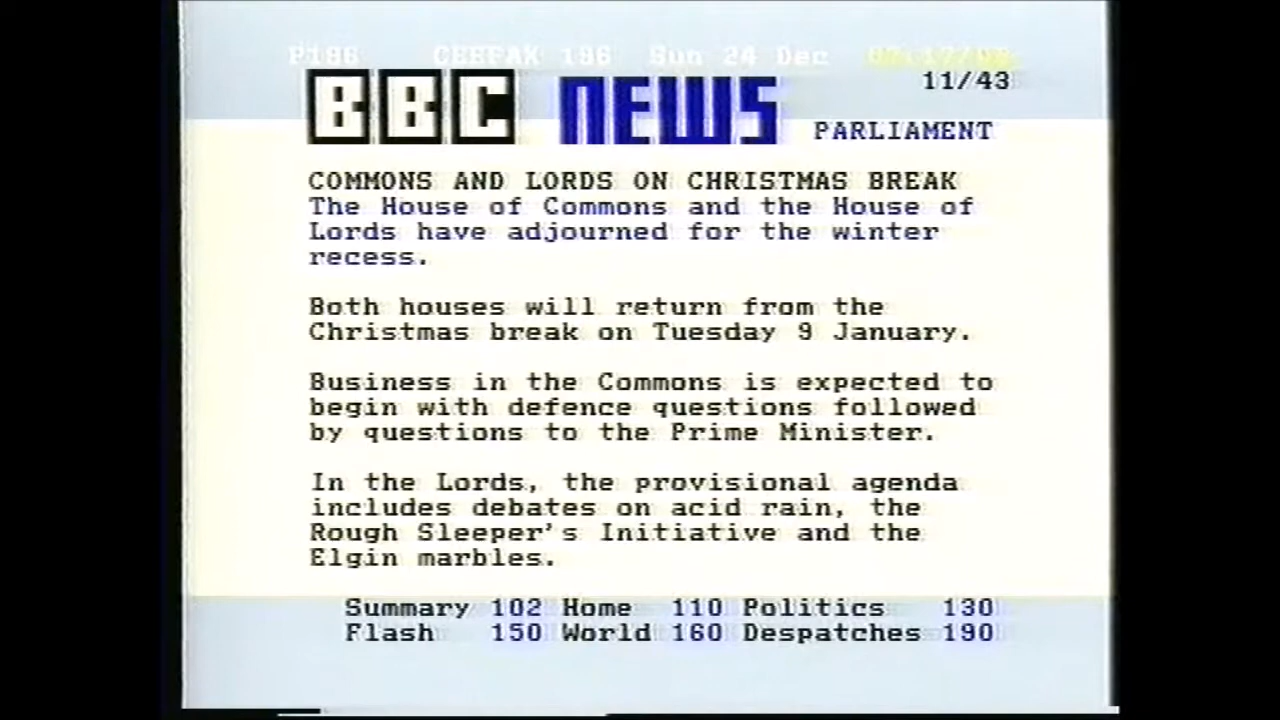 P196 CEEFAX 196 Sun 24 Dec
BBC NEWS 11/43
PARLIAMENT
COMMONS AND LORDS ON CHRISTMAS BREAK
The House of Commons and the House of
Lords have adjourned for the winter
recess.
Both houses will return from the
Christmas break on Tuesday 9 January.
Business in the Commons is expected to
begin with defence questions followed
by questions to the Prime Minister.
In the Lords, the provisional agenda
includes debates on acid rain, the
Rough Sleeper's Initiative and the
Elgin marbles.
Summary 102 Home 110 Politics 130
Flash 150 World 160 Despatches 190